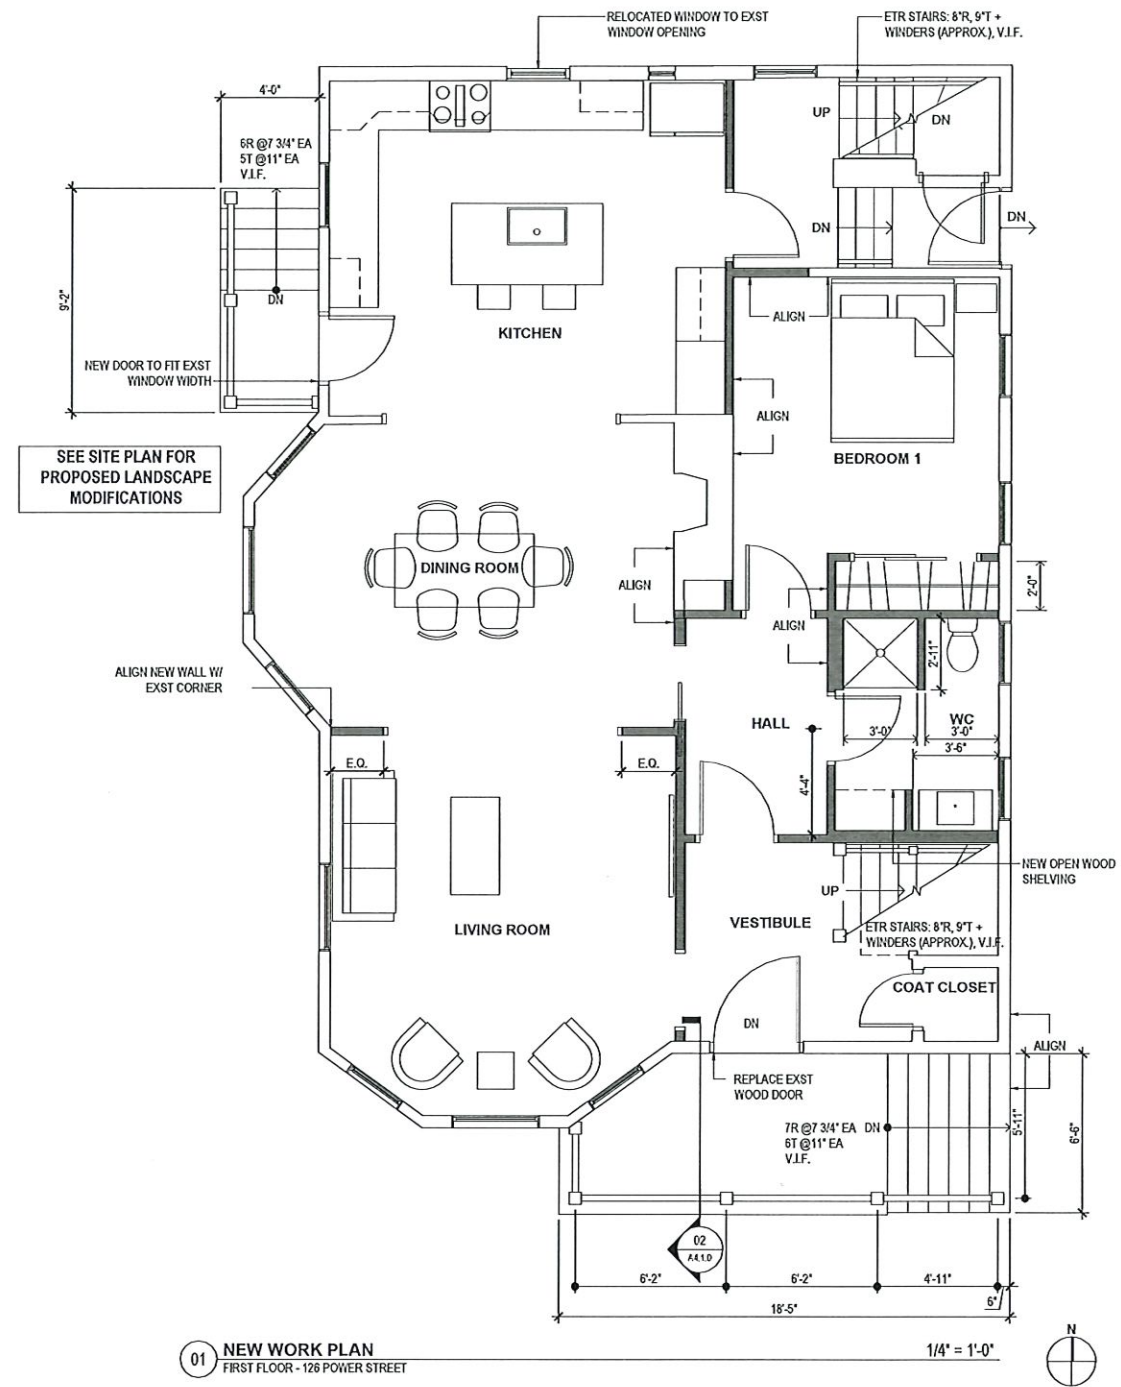 RELOCATED WINDOW TO EXST
WINDOW OPENING
ETR STAIRS: 8"R, 9"T +
WINDERS (APPROX.), V.I.F.
4'-0"
6R @7 3/4" EA
5T @11" EA
V.I.F.
UP
DN
DN
DN
9'-2"
DN
KITCHEN
ALIGN
NEW DOOR TO FIT EXST
WINDOW WIDTH
ALIGN
SEE SITE PLAN FOR
PROPOSED LANDSCAPE
MODIFICATIONS
BEDROOM 1
DINING ROOM
ALIGN
2'-0"
ALIGN
2'-11"
ALIGN NEW WALL W/
EXST CORNER
HALL
WC
3'-0"
3'-0"
3'-6"
E.Q.
E.Q.
4'-4"
NEW OPEN WOOD
SHELVING
UP
VESTIBULE
LIVING ROOM
ETR STAIRS: 8"R, 9"T +
WINDERS (APPROX.), V.I.F.
COAT CLOSET
DN
ALIGN
REPLACE EXST
WOOD DOOR
7R @7 3/4" EA
6T @11" EA
V.I.F.
DN
5'-11"
6'-6"
02
A4.1.0
6'-2"
6'-2"
4'-11"
6"
18'-5"
01
NEW WORK PLAN
FIRST FLOOR - 126 POWER STREET
1/4" = 1'-0"
N